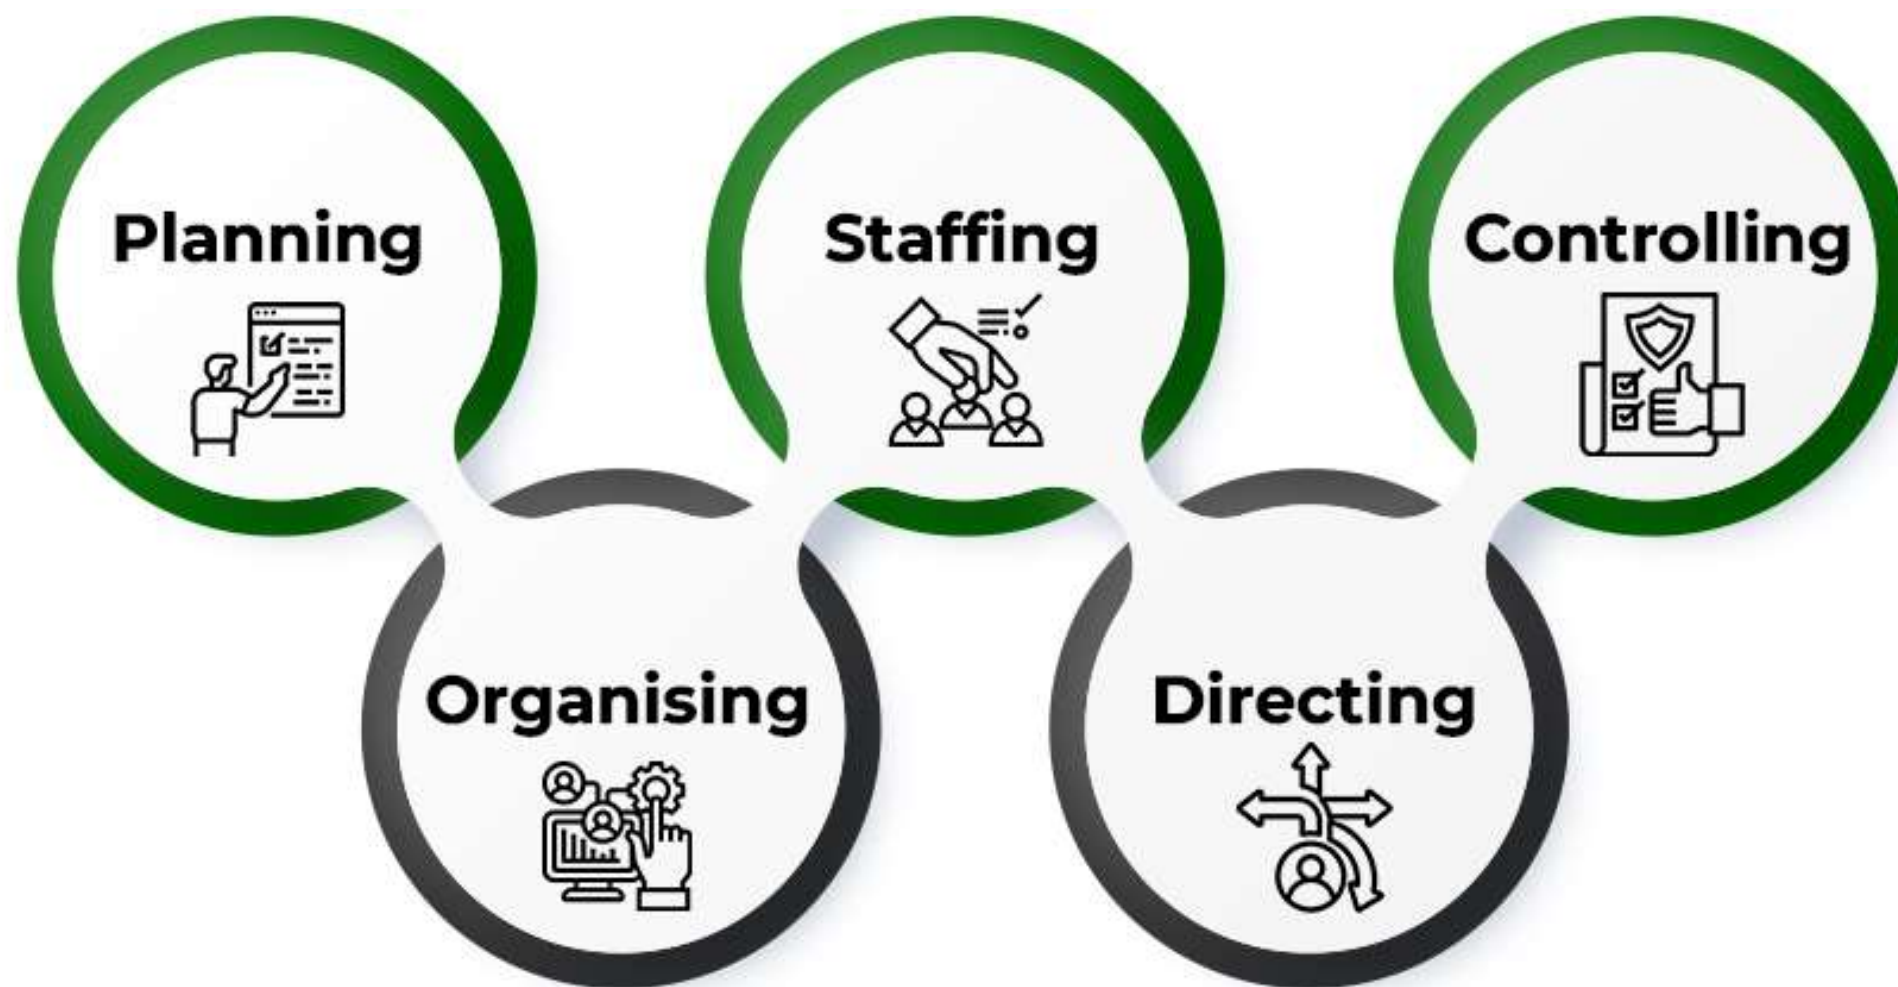 Planning
Organising
Staffing
Directing
Controlling